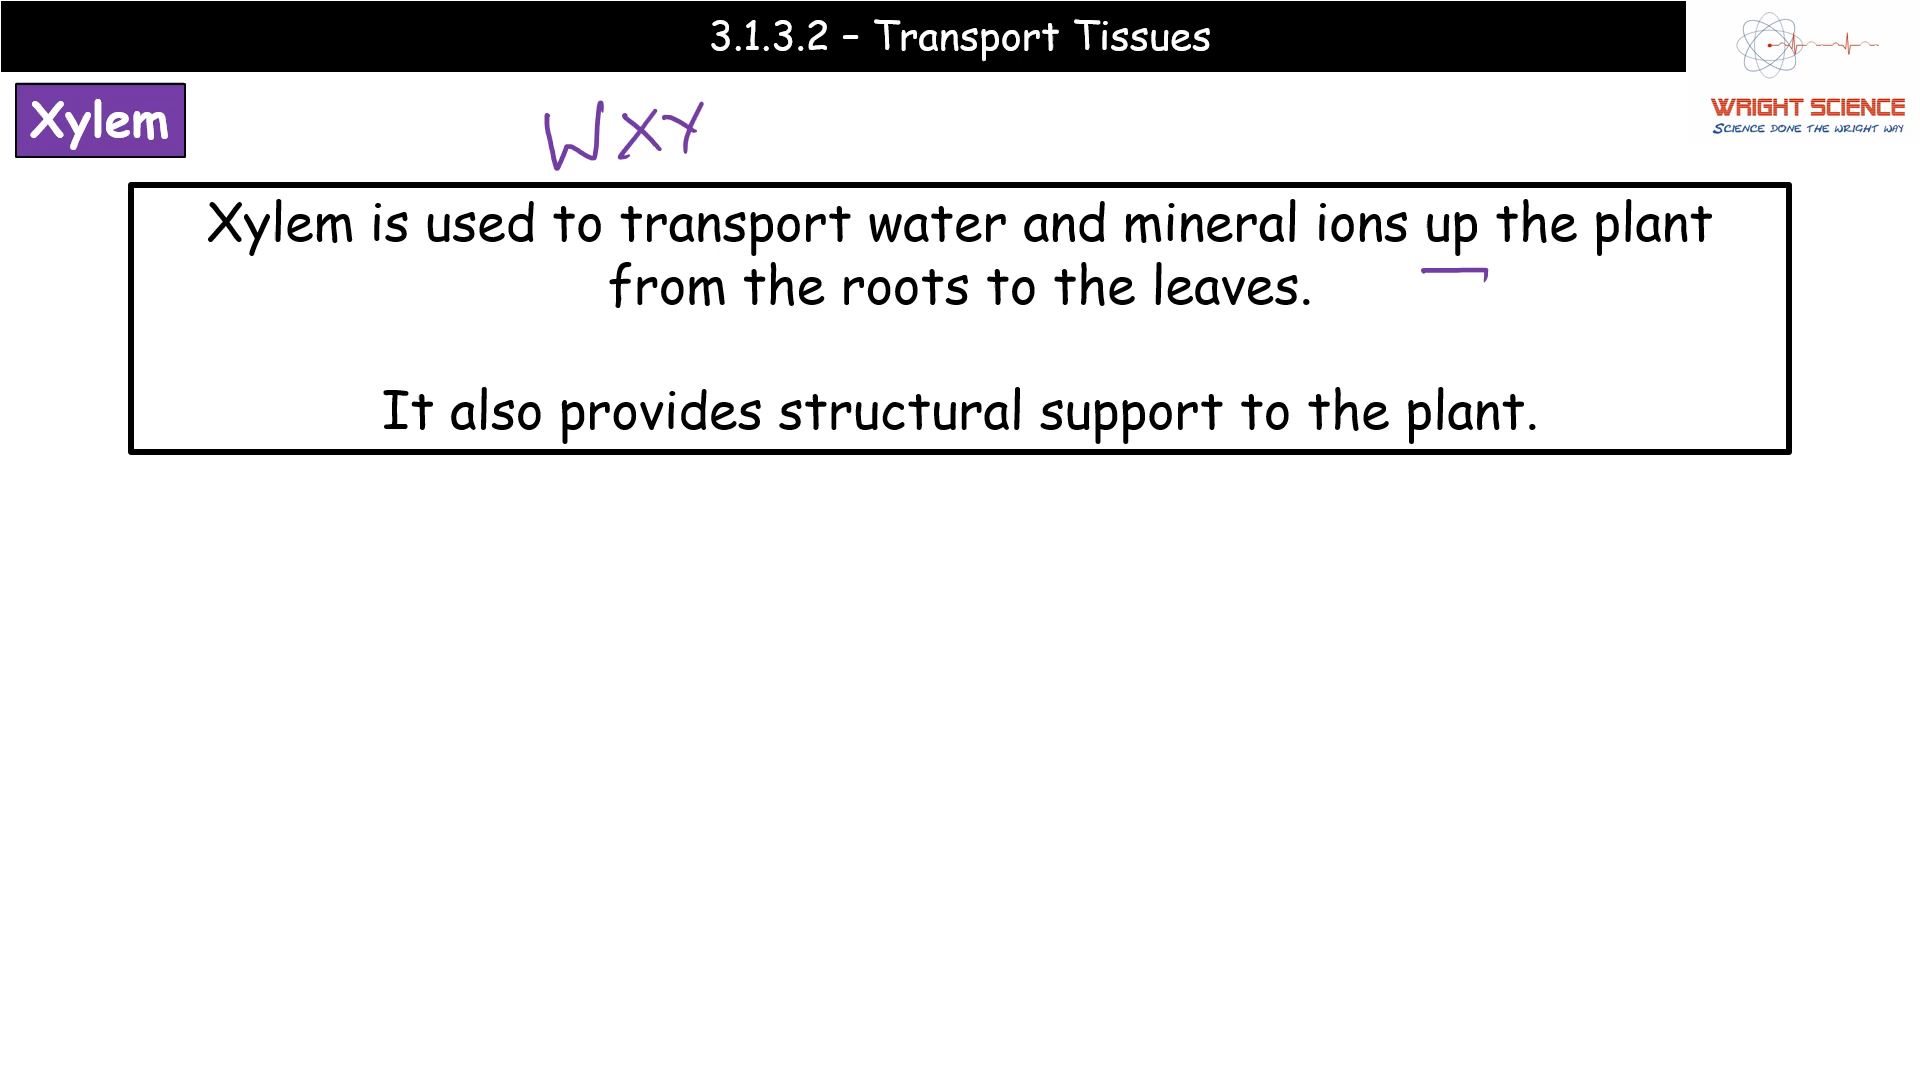 3.1.3.2 – Transport Tissues
WRIGHT SCIENCE
SCIENCE DONE THE WRIGHT WAY
Xylem
WXY
Xylem is used to transport water and mineral ions up the plant
from the roots to the leaves.
It also provides structural support to the plant.